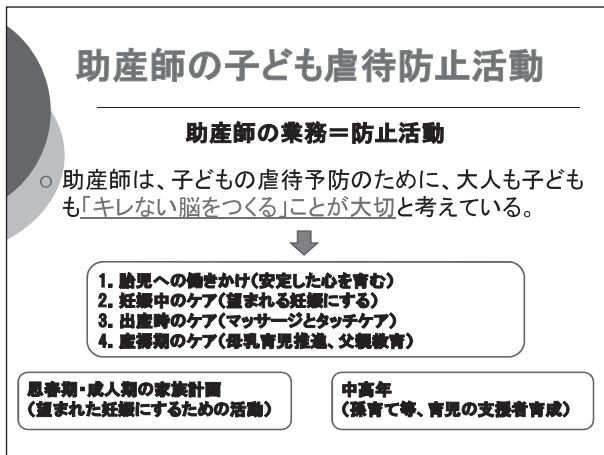 助産師の子ども虐待防止活動
助産師の業務＝防止活動
助産師は、子どもの虐待予防のために、大人も子ども
も「キレない脳をつくる」ことが大切と考えている。
1. 胎児への働きかけ（安定した心を育む）
2. 妊娠中のケア（望まれる妊娠にする）
3. 出産時のケア（マッサージとタッチケア）
4. 産褥期のケア（母乳育児推進、父親教育）
思春期・成人期の家族計画
（望まれた妊娠にするための活動）
中高年
（孫育て等、育児の支援者育成）